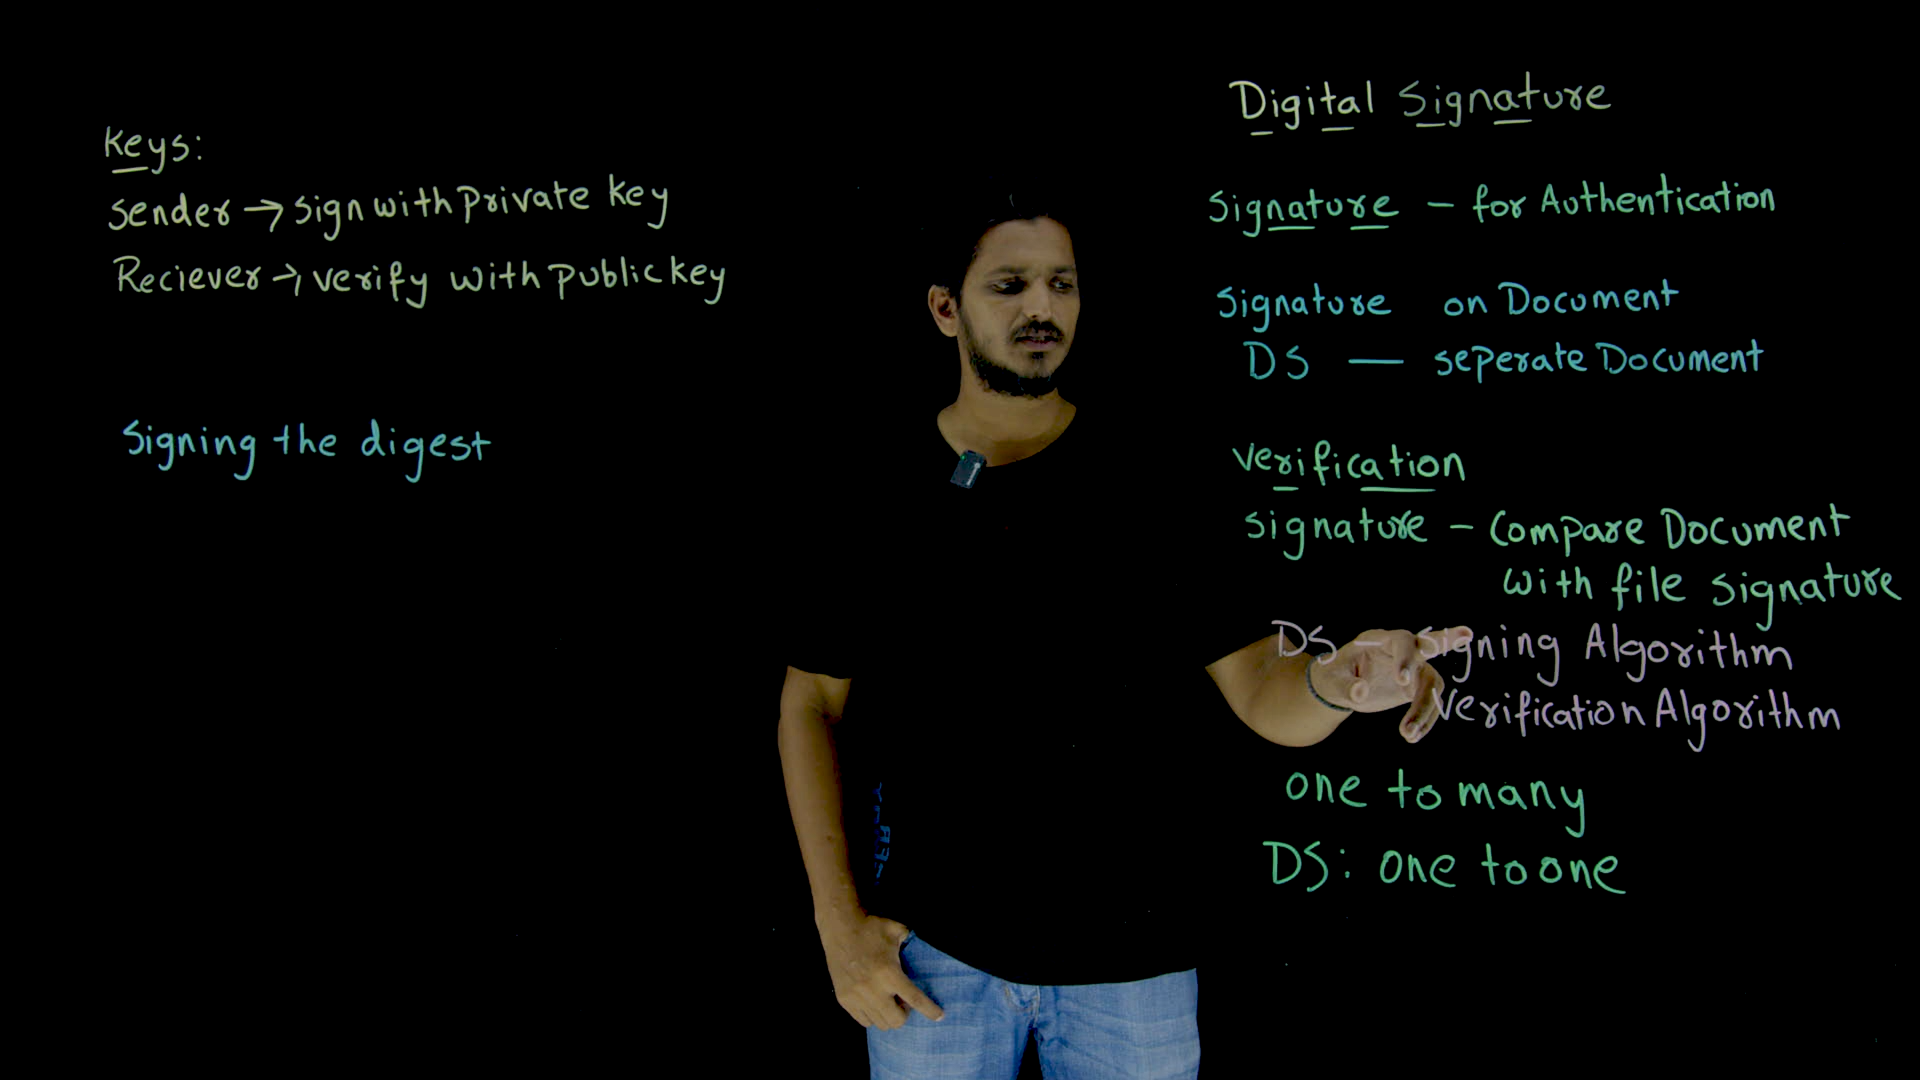 Keys:
Sender → Sign with Private Key
Reciever → verify with Public Key
Signing the digest
Digital Signature
Signature - for Authentication
Signature on Document
DS — seperate Document
Verification
Signature - Compare Document
with file signature
DS - Signing Algorithm
Verification Algorithm
one to many
DS: one to one